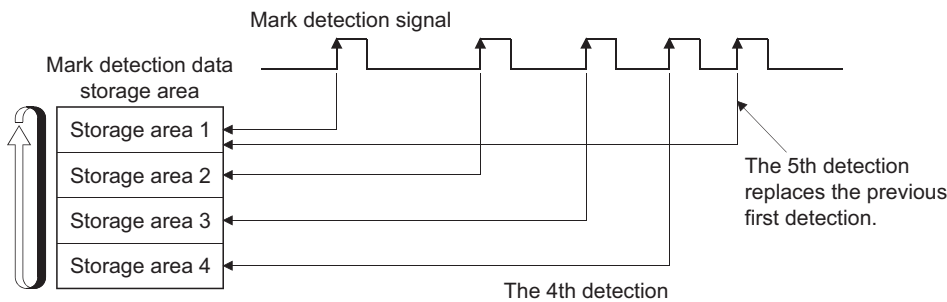 Mark detection signal
Mark detection data
storage area
Storage area 1
Storage area 2
Storage area 3
Storage area 4
The 5th detection
replaces the previous
first detection.
The 4th detection